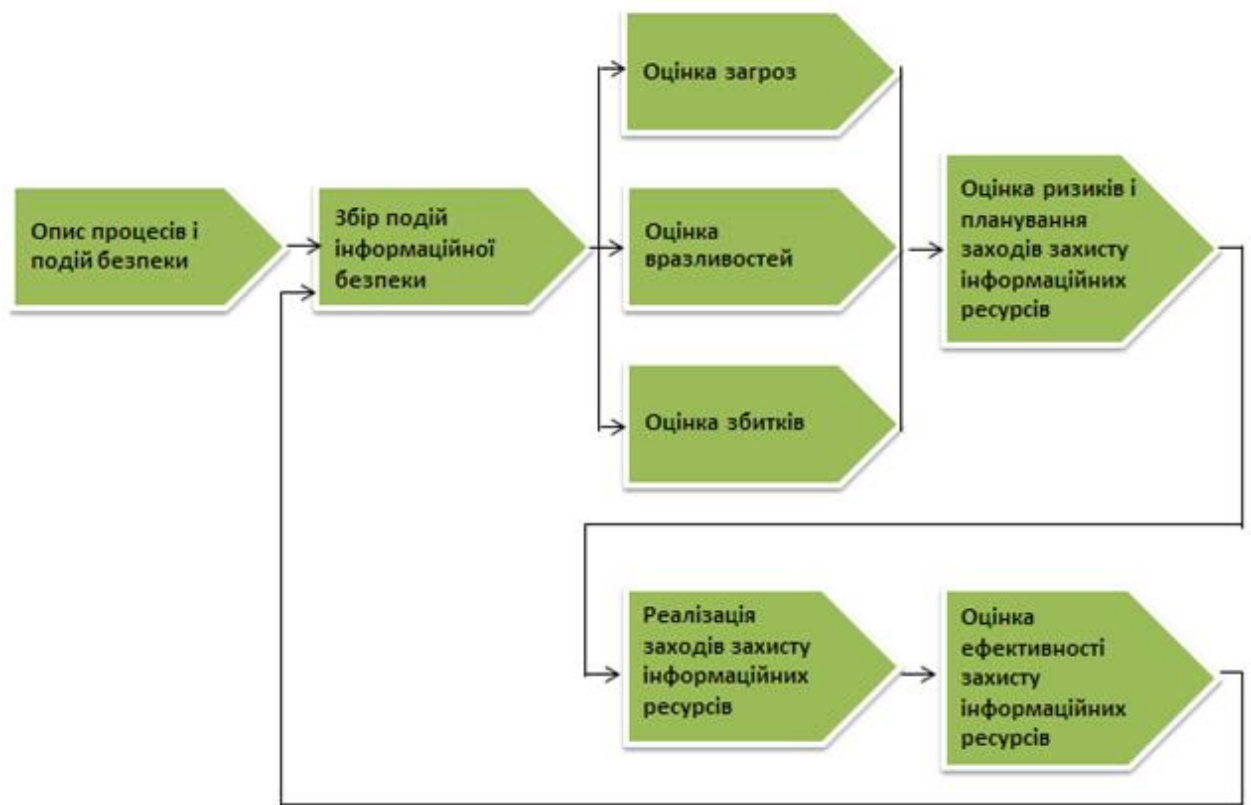 Опис процесів і
подій безпеки
Збір подій
інформаційної
безпеки
Оцінка загроз
Оцінка
вразливостей
Оцінка збитків
Оцінка ризиків і
планування
заходів захисту
інформаційних
ресурсів
Реалізація
заходів захисту
інформаційних
ресурсів
Оцінка
ефективності
захисту
інформаційних
ресурсів